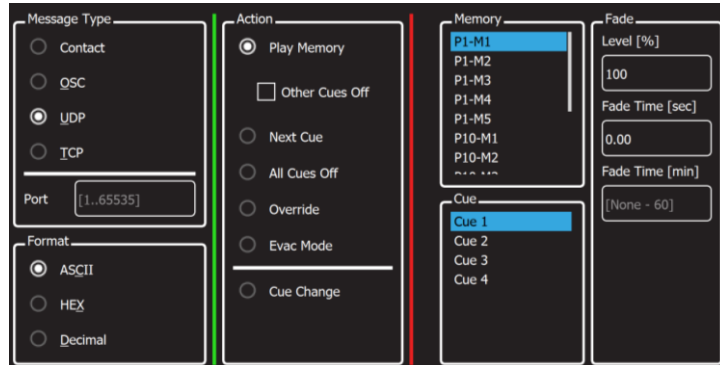 Message Type
Contact
OSC
UDP
TCP
Port [1..65535]
Format
ASCII
HEX
Decimal
Action
Play Memory
Other Cues Off
Next Cue
All Cues Off
Override
Evac Mode
Cue Change
Memory
P1-M1
P1-M2
P1-M3
P1-M4
P1-M5
P10-M1
P10-M2
Cue
Cue 1
Cue 2
Cue 3
Cue 4
Fade
Level [%]
100
Fade Time [sec]
0.00
Fade Time [min]
[None - 60]